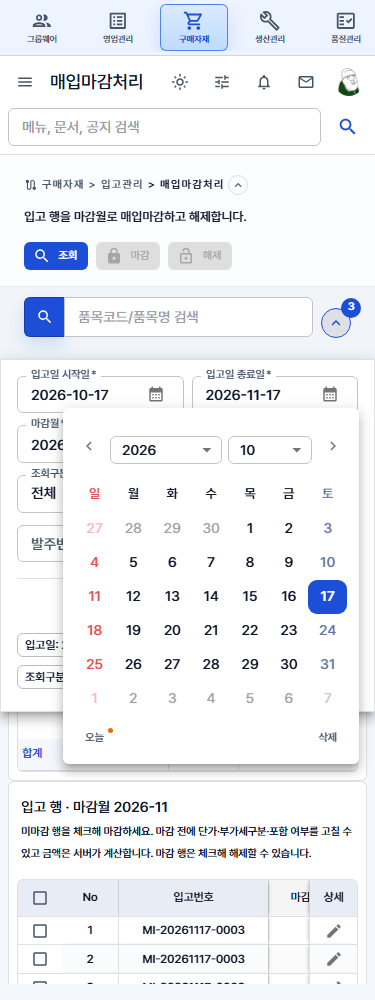 그룹웨어 영업관리 구매자재 생산관리 품질관리
매입마감처리
메뉴, 문서, 공지 검색
구매자재 > 입고관리 > 매입마감처리
입고 행을 마감월로 매입마감하고 해제합니다.
조회 마감 해제
품목코드/품목명 검색
3
입고일 시작일* 입고일 종료일*
2026-10-17 2026-11-17
마감월*
2026
조회구분
전체
2026 10
일 월 화 수 목 금 토
27 28 29 30 1 2 3
4 5 6 7 8 9 10
11 12 13 14 15 16 17
18 19 20 21 22 23 24
25 26 27 28 29 30 31
1 2 3 4 5 6 7
오늘 삭제
입고일:
조회구분
합계
입고 행 · 마감월 2026-11
미마감 행을 체크해 마감하세요. 마감 전에 단가·부가세구분·포함 여부를 고칠 수
있고 금액은 서버가 계산합니다. 마감 행은 체크해 해제할 수 있습니다.
No 입고번호 마감 상세
1 MI-20261117-0003
2 MI-20261117-0003